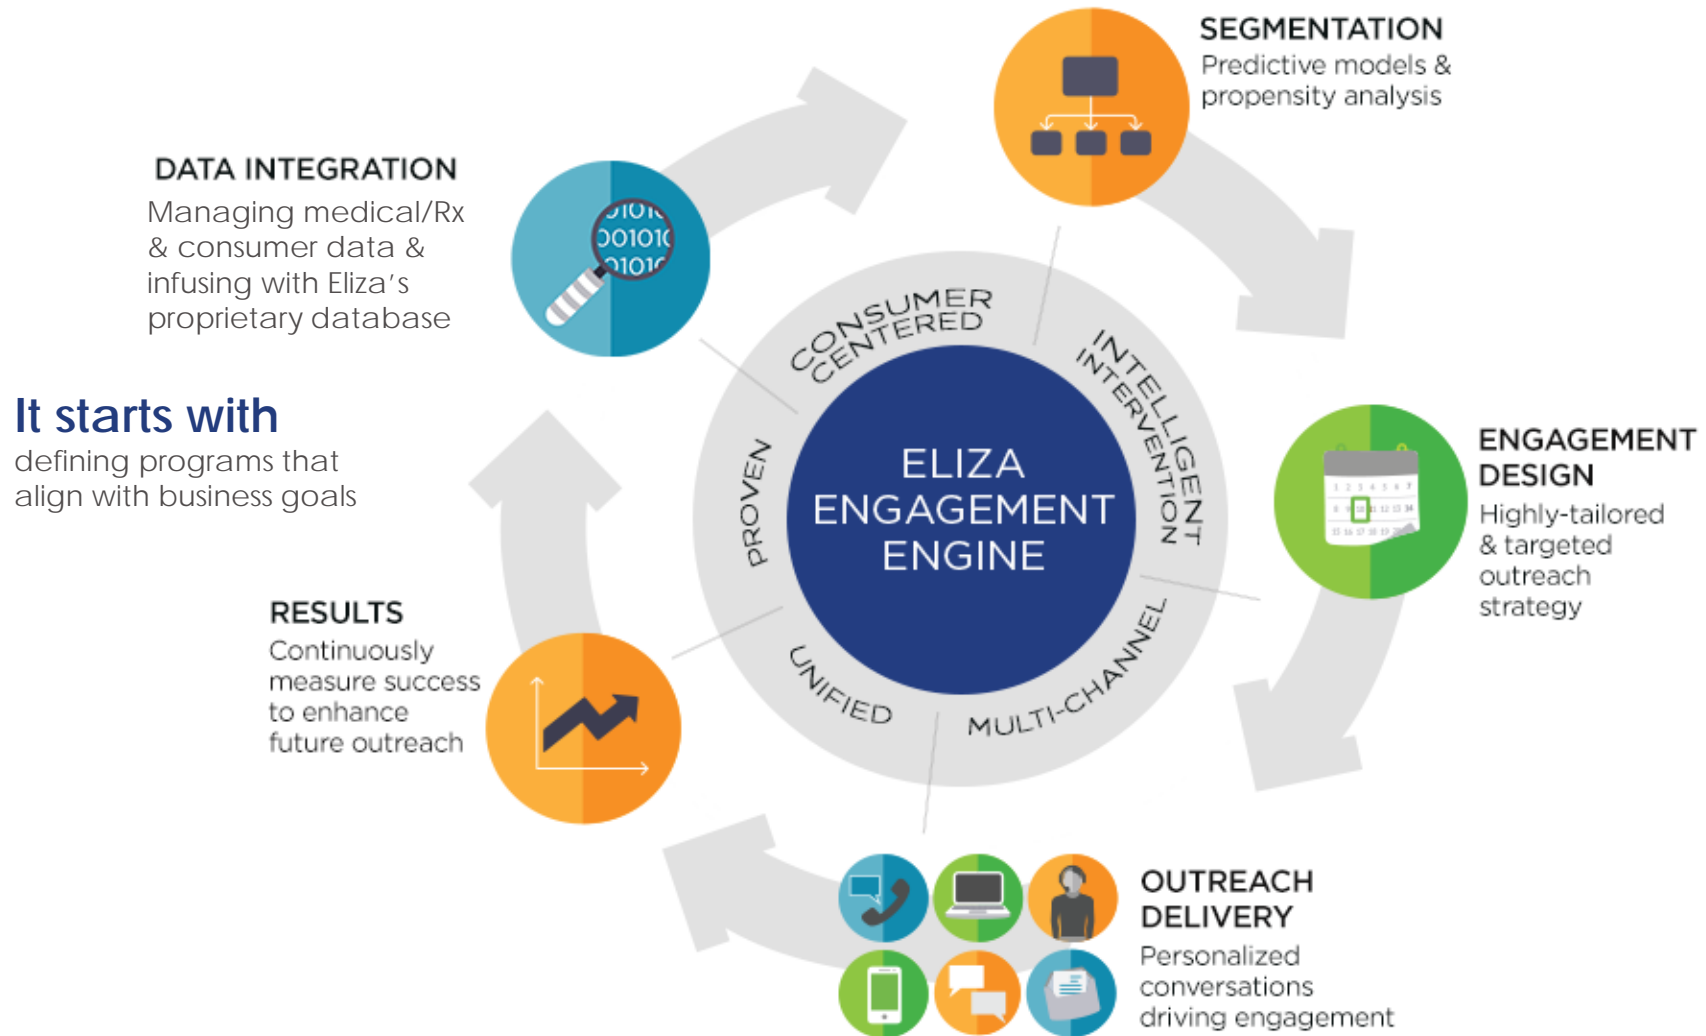 SEGMENTATION
Predictive models &
propensity analysis
DATA INTEGRATION
Managing medical/Rx
& consumer data &
infusing with Eliza's
proprietary database
It starts with
defining programs that
align with business goals
CONSUMER
CENTERED
INTELLIGENT
INTERVENTION
PROVEN
ELIZA
ENGAGEMENT
ENGINE
UNIFIED
MULTI-CHANNEL
ENGAGEMENT
DESIGN
Highly-tailored
& targeted
outreach
strategy
RESULTS
Continuously
measure success
to enhance
future outreach
OUTREACH
DELIVERY
Personalized
conversations
driving engagement